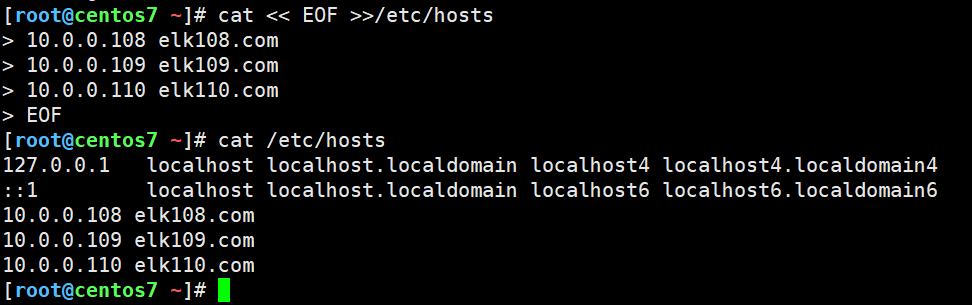 [root@centos7 ~]# cat << EOF >>/etc/hosts
> 10.0.0.108 elk108.com
> 10.0.0.109 elk109.com
> 10.0.0.110 elk110.com
> EOF
[root@centos7 ~]# cat /etc/hosts
127.0.0.1   localhost localhost.localdomain localhost4 localhost4.localdomain4
::1         localhost localhost.localdomain localhost6 localhost6.localdomain6
10.0.0.108 elk108.com
10.0.0.109 elk109.com
10.0.0.110 elk110.com
[root@centos7 ~]#